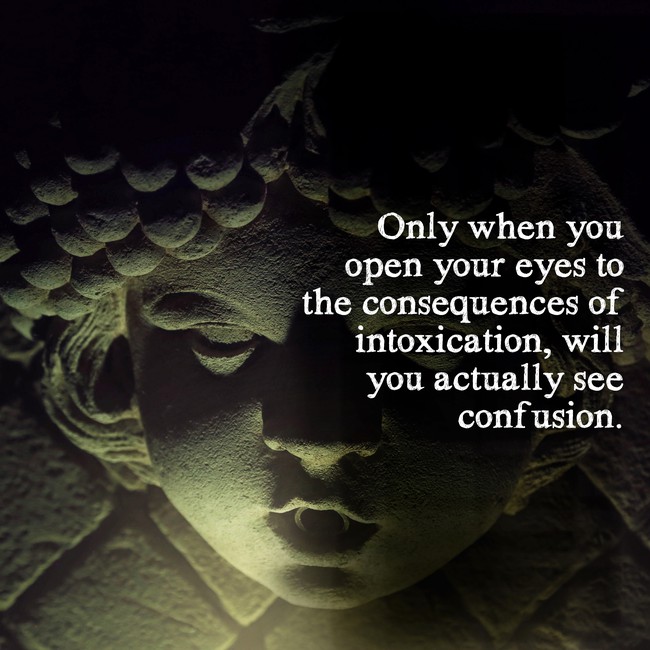 Only when you
open your eyes to
the consequences of
intoxication, will
you actually see
confusion.